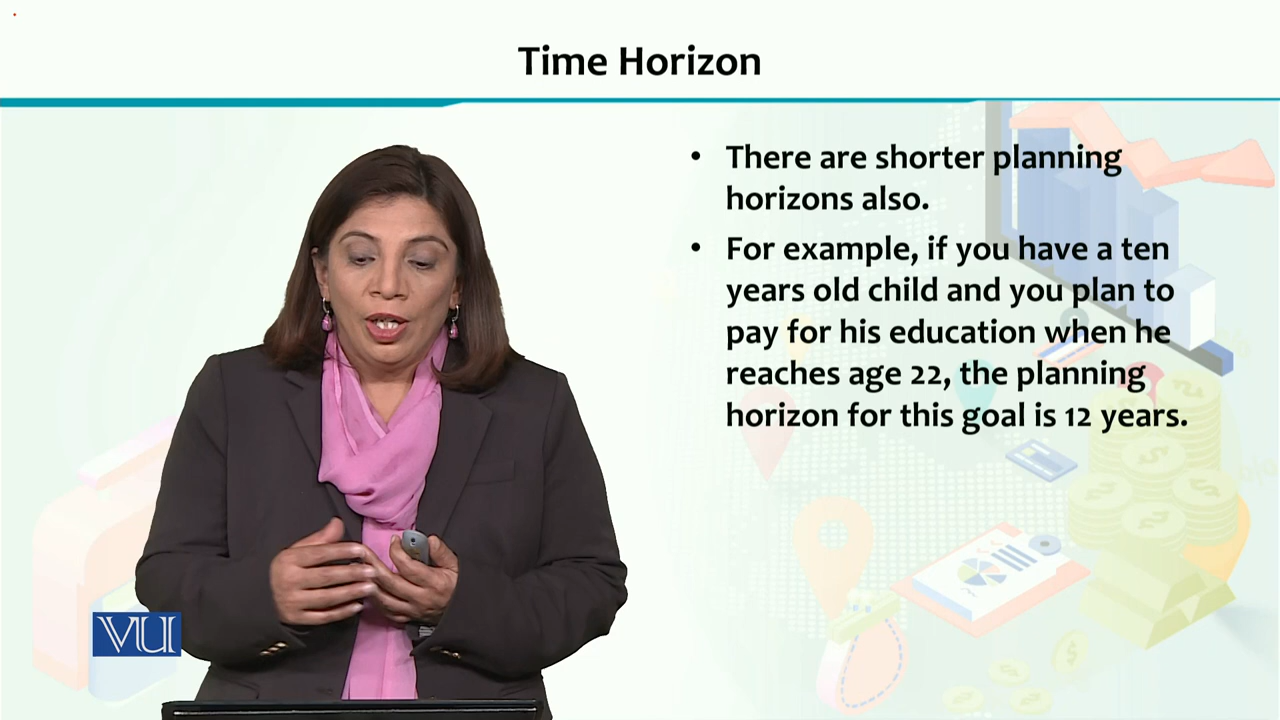 Time Horizon
• There are shorter planning
horizons also.
• For example, if you have a ten
years old child and you plan to
pay for his education when he
reaches age 22, the planning
horizon for this goal is 12 years.
VU